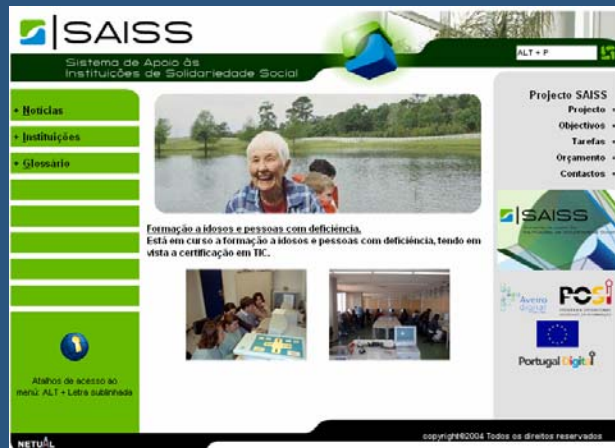 SAISS
Sistema de Apoio às
Instituições de Solidariedade Social
ALT + P
Notícias
Instituições
Glossário
Atalhos de acesso ao
menú: ALT + Letra sublinhada
Formação a idosos e pessoas com deficiência.
Está em curso a formação a idosos e pessoas com deficiência, tendo em
vista a certificação em TIC.
Projecto SAISS
Projecto
Objectivos
Tarefas
Orçamento
Contactos
SAISS
Aveiro
digital
POSI
Portugal Digital
NETUAL
copyright©2004 Todos os direitos reservados